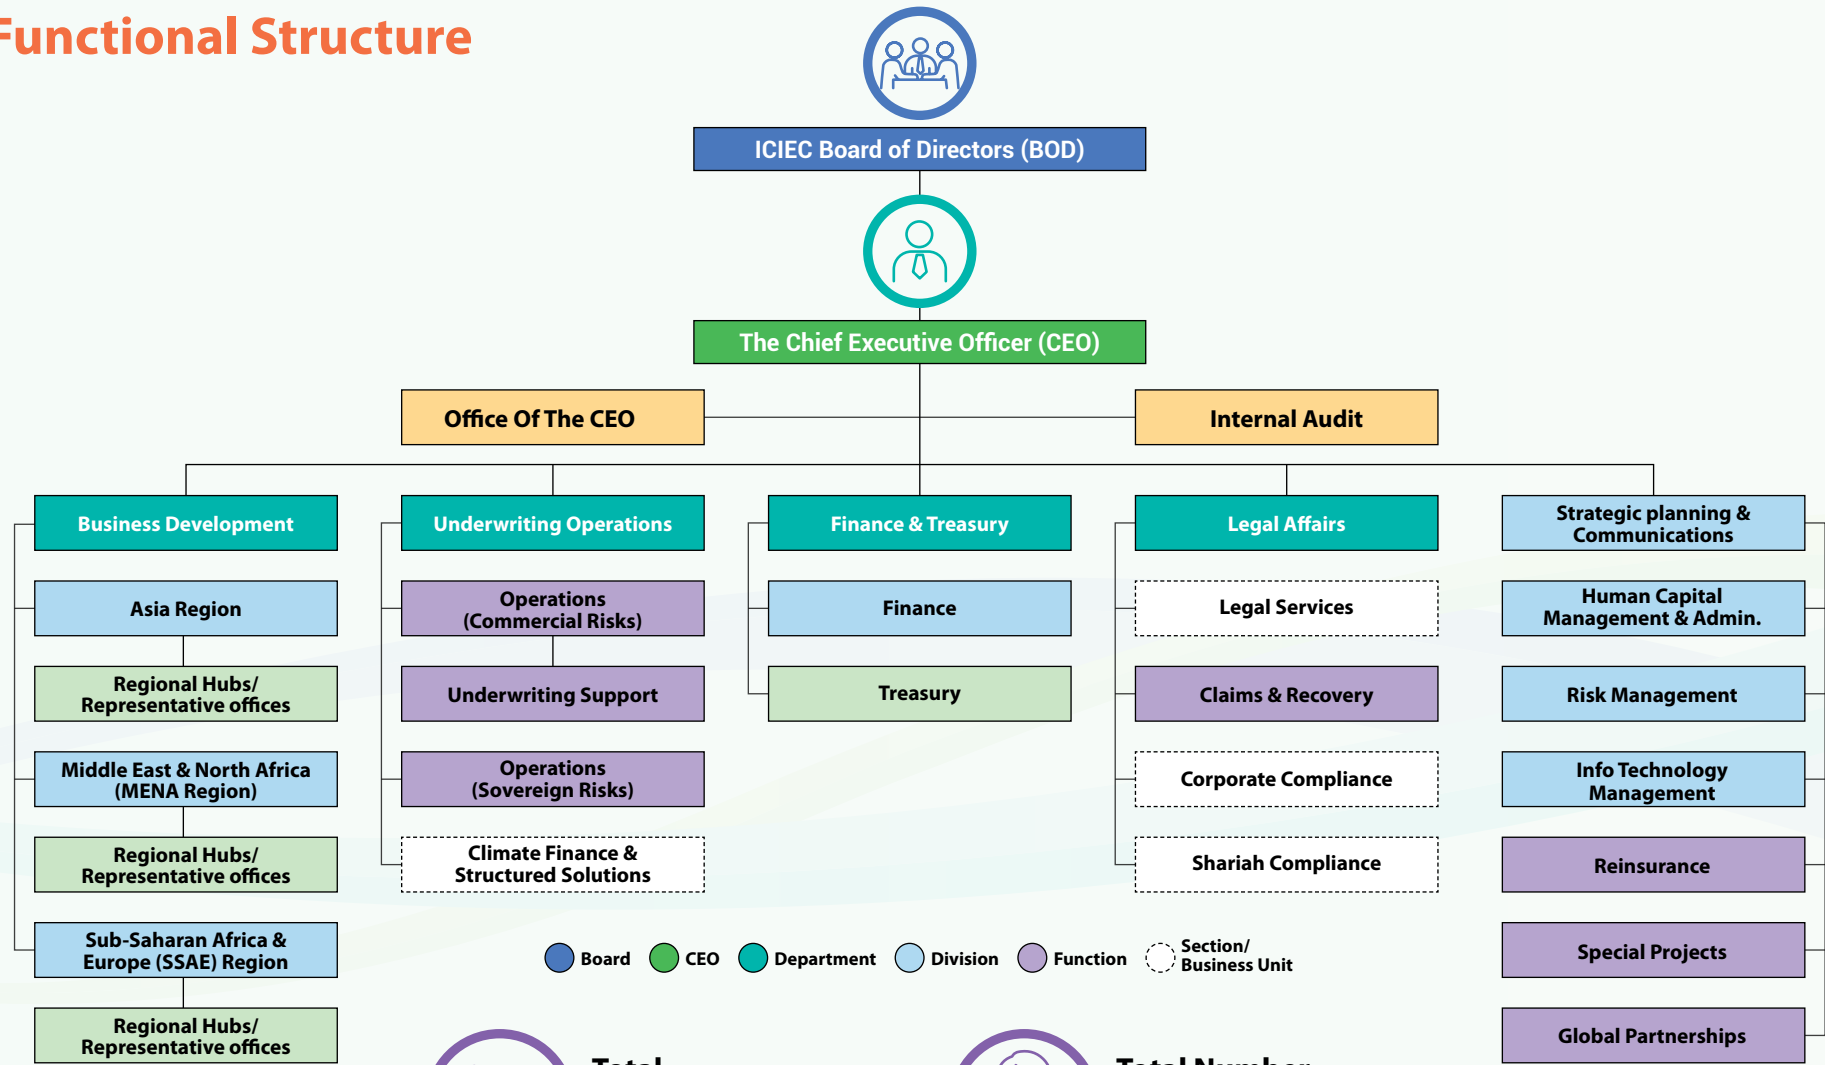 Functional Structure
ICIEC Board of Directors (BOD)
The Chief Executive Officer (CEO)
Office Of The CEO
Internal Audit
Business Development
Asia Region
Regional Hubs/
Representative offices
Middle East & North Africa
(MENA Region)
Regional Hubs/
Representative offices
Sub-Saharan Africa &
Europe (SSAE) Region
Regional Hubs/
Representative offices
Underwriting Operations
Operations
(Commercial Risks)
Underwriting Support
Operations
(Sovereign Risks)
Climate Finance &
Structured Solutions
Finance & Treasury
Finance
Treasury
Legal Affairs
Legal Services
Claims & Recovery
Corporate Compliance
Shariah Compliance
Strategic planning &
Communications
Human Capital
Management & Admin.
Risk Management
Info Technology
Management
Reinsurance
Special Projects
Global Partnerships
Board
CEO
Department
Division
Function
Section/
Business Unit
Total
Total Number